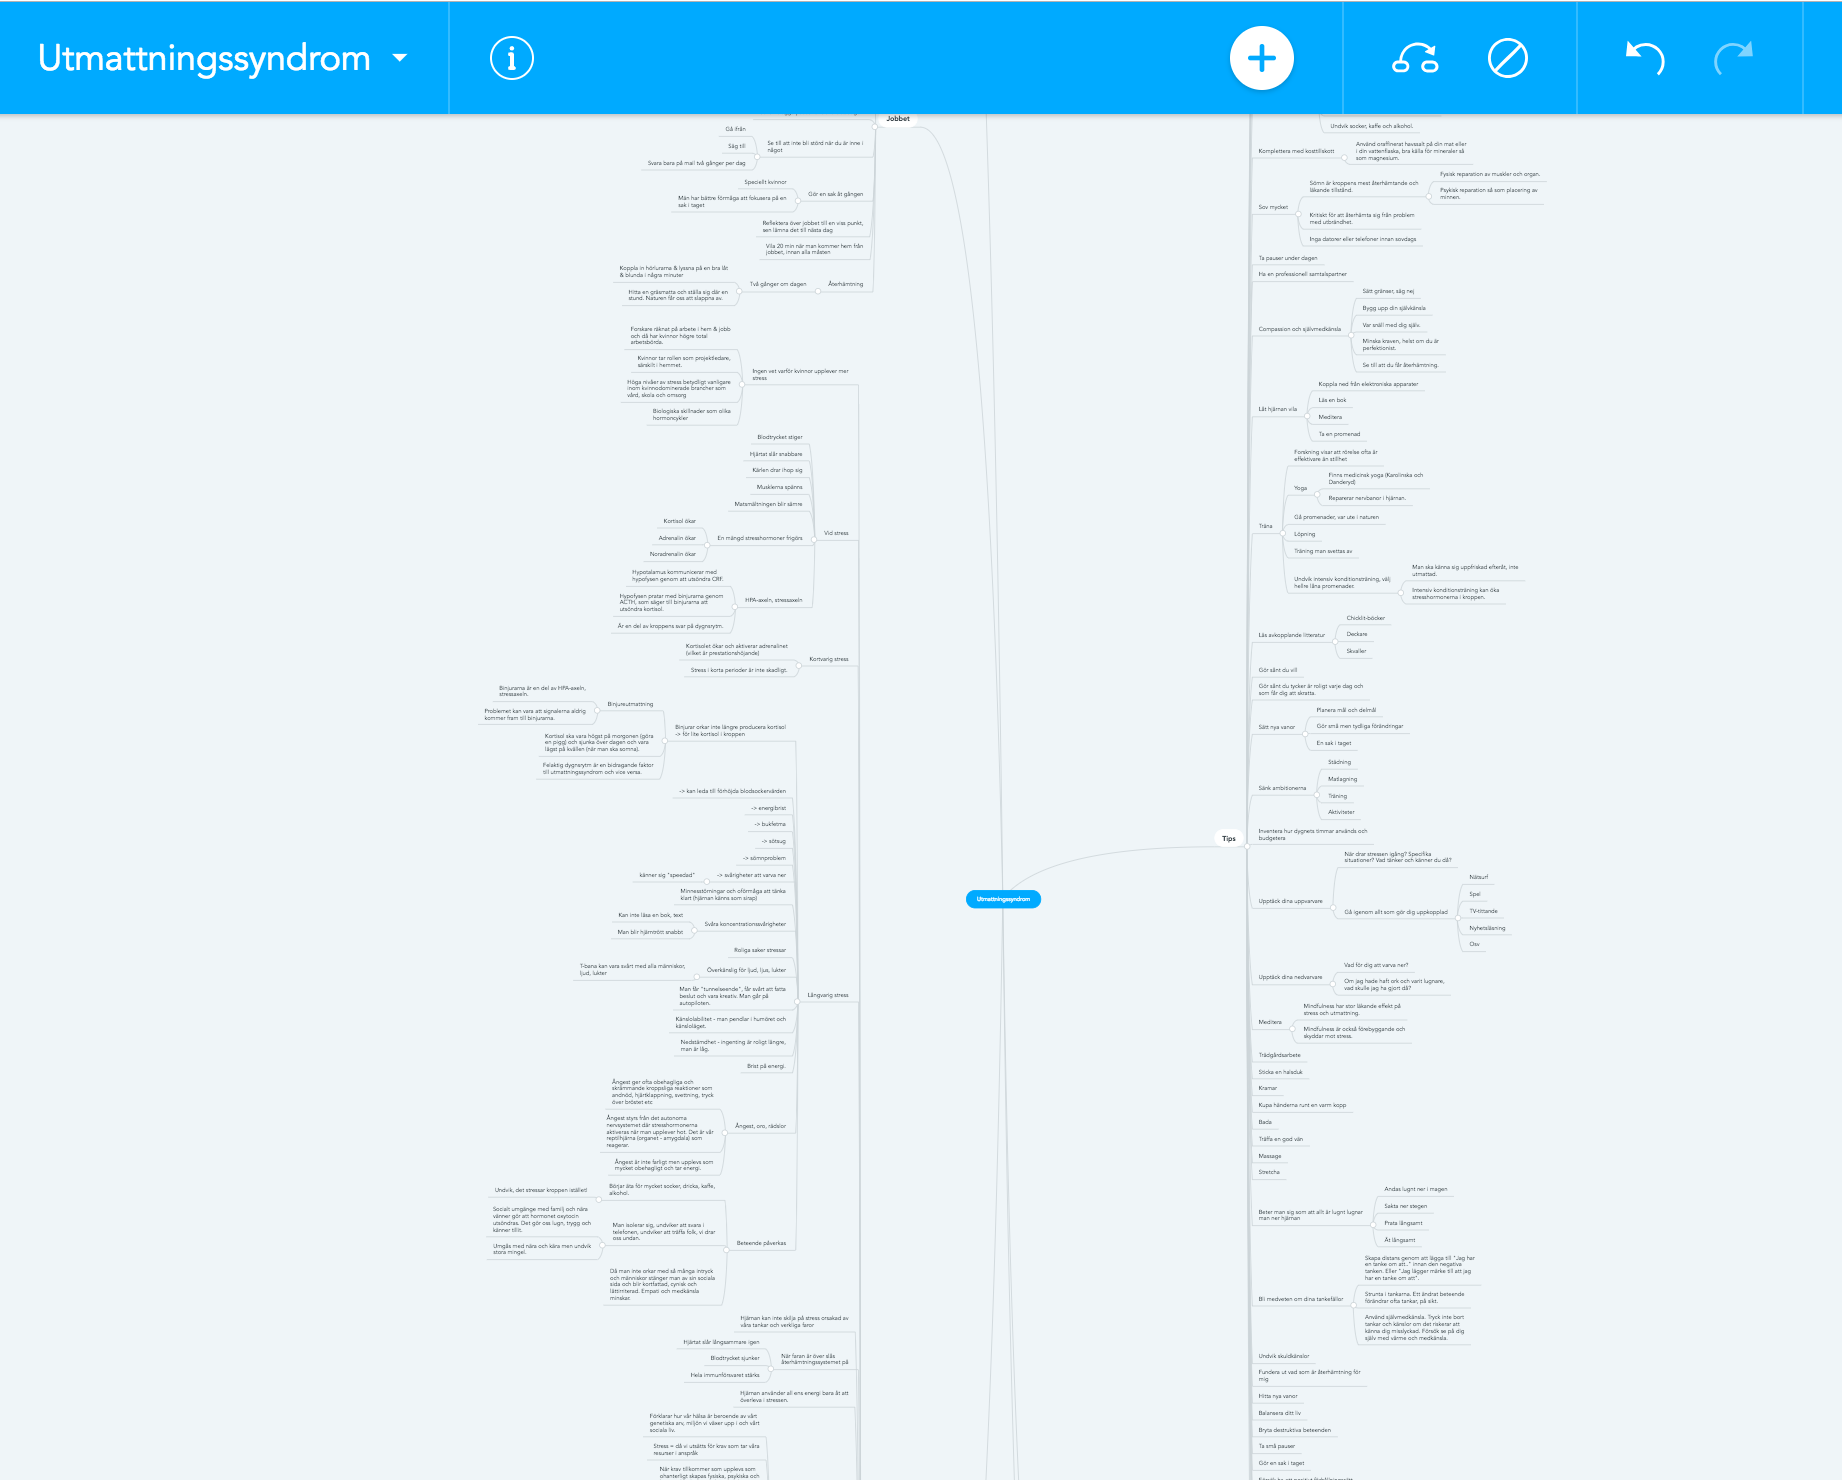 Utmattningssyndrom
Jobbet
Gå ifrån
Säg till
Svara bara på mail två gånger per dag
Se till att inte bli störd när du är inne i
något
Speciellt kvinnor
Män har bättre förmåga att fokusera på en
sak i taget
Gör en sak åt gången
Reflektera över jobbet till en viss punkt,
sen lämna det till nästa dag
Vila 20 min när man kommer hem från
jobbet, innan alla måsten
Koppla in hörlurarna & lyssna på en bra låt
& blunda i några minuter
Hitta en gräsmatta och ställa sig där en
stund. Naturen får oss att slappna av.
Två gånger om dagen
Återhämtning
Forskare räknat på arbete i hem & jobb
och då har kvinnor högre total
arbetsbörda.
Kvinnor tar rollen som projektledare,
särskilt i hemmet.
Höga nivåer av stress betydligt vanligare
inom kvinnodominerade brancher som
vård, skola och omsorg
Biologiska skillnader som olika
hormoncykler
Ingen vet varför kvinnor upplever mer
stress
Blodtrycket stiger
Hjärtat slår snabbare
Kärlen drar ihop sig
Musklerna spänns
Matsmältningen blir sämre
Kortisol ökar
Adrenalin ökar
Noradrenalin ökar
En mängd stresshormoner frigörs
Vid stress
Hypotalamus kommunicerar med
hypofysen genom att utsöndra CRF.
Hypofysen pratar med binjurarna genom
ACTH, som säger till binjurarna att
utsöndra kortisol.
Är en del av kroppens svar på dygnsrytm.
HPA-axeln, stressaxeln
Kortisolet ökar och aktiverar adrenalinet
(vilket är prestationshöjande)
Stress i korta perioder är inte skadligt.
Kortvarig stress
Binjurarna är en del av HPA-axeln,
stressaxeln.
Problemet kan vara att signalerna aldrig
kommer fram till binjurarna.
Binjureutmattning
Kortisol ska vara högst på morgonen (göra
en pigg) och sjunka över dagen och vara
lägst på kvällen (när man ska somna).
Felaktig dygnsrytm är en bidragande faktor
till utmattningssyndrom och vice versa.
Binjurar orkar inte längre producera kortisol
-> för lite kortisol i kroppen
-> kan leda till förhöjda blodsockervärden
-> energibrist
-> bukfetma
-> sötsug
-> sömnproblem
känner sig "speedad"
-> svårigheter att varva ner
Minnesstörningar och oförmåga att tänka
klart (hjärnan känns som sirap)
Kan inte läsa en bok, text
Man blir hjärntrött snabbt
Svåra koncentrationssvårigheter
Roliga saker stressar
T-bana kan vara svårt med alla människor,
ljud, lukter
Överkänslig för ljud, ljus, lukter
Man får "tunnelseende", får svårt att fatta
beslut och vara kreativ. Man går på
autopiloten.
Långvarig stress
Känslolabilitet - man pendlar i humöret och
känsloläget.
Nedstämdhet - ingenting är roligt längre,
man är låg.
Brist på energi.
Ångest ger ofta obehagliga och
skrämmande kroppsliga reaktioner som
andnöd, hjärtklappning, svettning, tryck
över bröstet etc
Ångest styrs från det autonoma
nervsystemet där stresshormonerna
aktiveras när man upplever hot. Det är vår
reptilhjärna (organet - amygdala) som
reagerar.
Ångest är inte farligt men upplevs som
mycket obehagligt och tar energi.
Ångest, oro, rädslor
Undvik, det stressar kroppen istället!
Börjar äta för mycket socker, dricka, kaffe,
alkohol.
Socialt umgänge med familj och nära
vänner gör att hormonet oxytocin
utsöndras. Det gör oss lugn, trygg och
känner tillit.
Umgås med nära och kära men undvik
stora mingel.
Man isolerar sig, undviker att svara i
telefonen, undviker att träffa folk, vi drar
oss undan.
Beteende påverkas
Då man inte orkar med så många intryck
och människor stänger man av sin sociala
sida och blir kortfattad, cynisk och
lättirriterad. Empati och medkänsla
minskar.
Hjärnan kan inte skilja på stress orsakad av
våra tankar och verkliga faror
Hjärtat slår långsammare igen
Blodtrycket sjunker
Hela immunförsvaret stärks
När faran är över slås
återhämtningssystemet på
Hjärnan använder all ens energi bara åt att
överleva i stressen.
Förklarar hur vår hälsa är beroende av vårt
genetiska arv, miljön vi växer upp i och vårt
sociala liv.
Stress = då vi utsätts för krav som tar våra
resurser i anspråk
När krav tillkommer som upplevs som
ohanterligt skapas fysiska, psykiska och
Utmattningssyndrom
Tips
Undvik socker, kaffe och alkohol.
Komplettera med kosttillskott
Använd oraffinerat havssalt på din mat eller
i din vattenflaska, bra källa för mineraler så
som magnesium.
Sov mycket
Sömn är kroppens mest återhämtande och
läkande tillstånd.
Fysisk reparation av muskler och organ.
Psykisk reparation så som placering av
minnen.
Kritiskt för att återhämta sig från problem
med utbrändhet.
Inga datorer eller telefoner innan sovdags
Ta pauser under dagen
Ha en professionell samtalspartner
Compassion och självmedkänsla
Sätt gränser, säg nej
Bygg upp din självkänsla
Var snäll med dig själv
Minska kraven, helst om du är
perfektionist.
Se till att du får återhämtning.
Låt hjärnan vila
Koppla ned från elektroniska apparater
Läs en bok
Meditera
Ta en promenad
Träna
Forskning visar att rörelse ofta är
effektivare än stillhet
Yoga
Finns medicinsk yoga (Karolinska och
Danderyd)
Reparerar nervbanor i hjärnan.
Gå promenader, var ute i naturen
Löpning
Träning man svettas av
Undvik intensiv konditionsträning, välj
hellre låna promenader.
Man ska känna sig uppfriskad efteråt, inte
utmattad.
Intensiv konditionsträning kan öka
stresshormonerna i kroppen.
Läs avkopplande litteratur
Chicklit-böcker
Deckare
Skvaller
Gör sånt du vill
Gör sånt du tycker är roligt varje dag och
som får dig att skratta.
Sätt nya vanor
Planera mål och delmål
Gör små men tydliga förändringar
En sak i taget
Sänk ambitionerna
Städning
Matlagning
Träning
Aktiviteter
Inventera hur dygnets timmar används och
budgetera
Upptäck dina uppvarvare
När drar stressen igång? Specifika
situationer? Vad tänker och känner du då?
Gå igenom allt som gör dig uppkopplad
Nätsurf
Spel
TV-tittande
Nyhetsläsning
Osv
Upptäck dina nedvarvare
Vad får dig att varva ner?
Om jag hade haft ork och varit lugnare,
vad skulle jag ha gjort då?
Meditera
Mindfulness har stor läkande effekt på
stress och utmattning.
Mindfulness är också förebyggande och
skyddar mot stress.
Trädgårdsarbete
Sticka en halsduk
Kramar
Kupa händerna runt en varm kopp
Bada
Träffa en god vän
Massage
Stretcha
Beter man sig som att allt är lugnt lugnar
man ner hjärnan
Andas lugnt ner i magen
Sakta ner stegen
Prata långsamt
Ät långsamt
Bli medveten om dina tankefällor
Skapa distans genom att lägga till "Jag har
en tanke om att.." innan den negativa
tanken. Eller "Jag lägger märke till att jag
har en tanke om att".
Strunta i tankarna. Ett ändrat beteende
förändrar ofta tankar, på sikt.
Använd självmedkänsla. Tryck inte bort
tankar och känslor om det riskerar att
känna dig misslyckad. Försök se på dig
själv med värme och medkänsla.
Undvik skuldkänslor
Fundera ut vad som är återhämtning för
mig
Hitta nya vanor
Balansera ditt liv
Bryta destruktiva beteenden
Ta små pauser
Gör en sak i taget